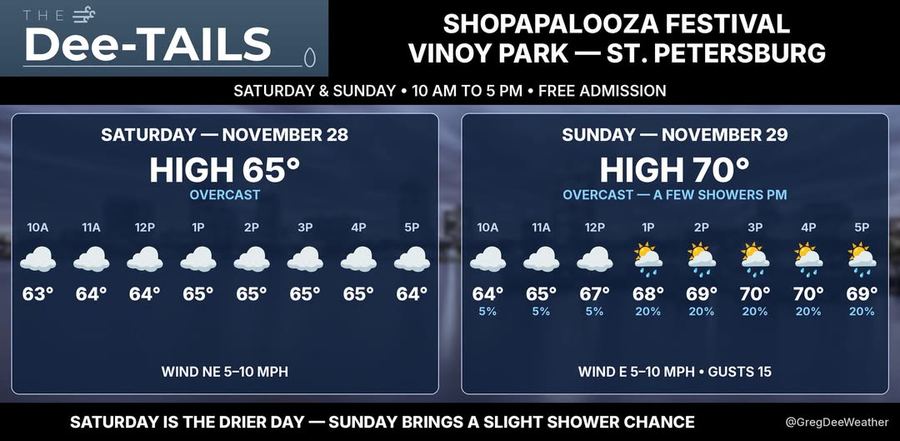 THE
Dee-TAILS
SHOPAPALOOZA FESTIVAL
VINOY PARK — ST. PETERSBURG
SATURDAY & SUNDAY • 10 AM TO 5 PM • FREE ADMISSION
SATURDAY — NOVEMBER 28
HIGH 65°
OVERCAST
10A 11A 12P 1P 2P 3P 4P 5P
63° 64° 64° 65° 65° 65° 65° 64°
WIND NE 5–10 MPH
SUNDAY — NOVEMBER 29
HIGH 70°
OVERCAST — A FEW SHOWERS PM
10A 11A 12P 1P 2P 3P 4P 5P
64° 65° 67° 68° 69° 70° 70° 69°
5% 5% 5% 20% 20% 20% 20% 20%
WIND E 5–10 MPH • GUSTS 15
SATURDAY IS THE DRIER DAY — SUNDAY BRINGS A SLIGHT SHOWER CHANCE
@GregDeeWeather